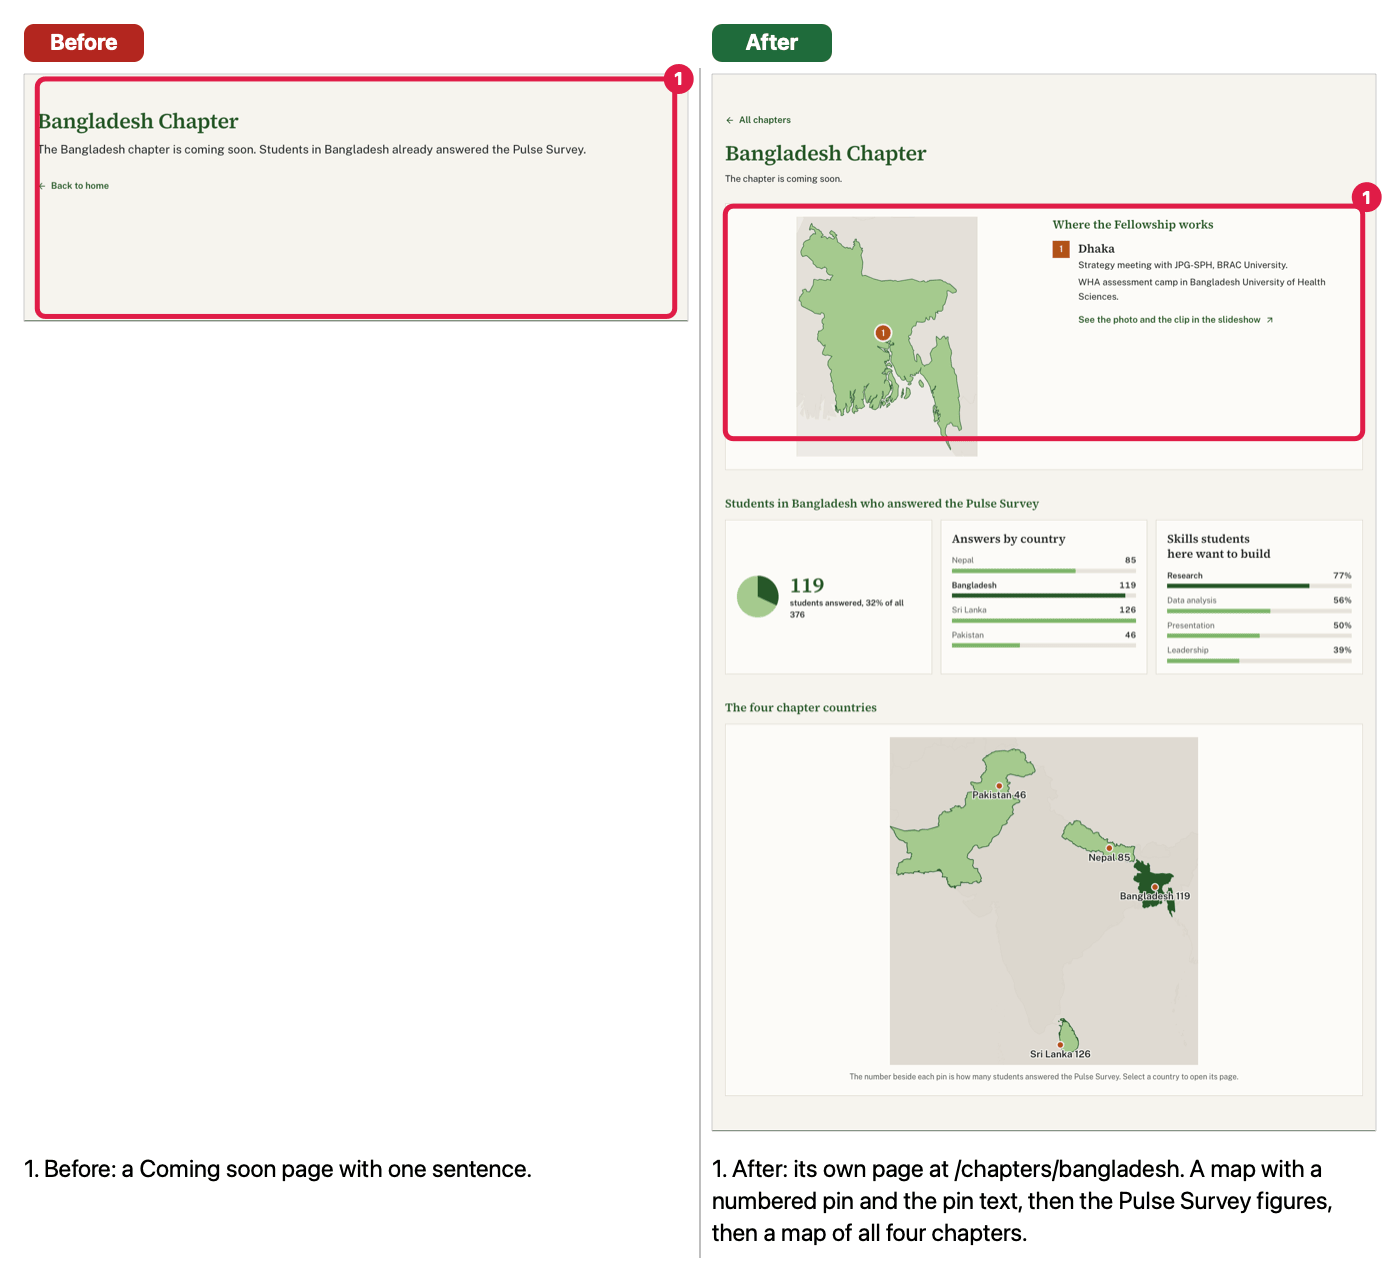 Before
1
Bangladesh Chapter
The Bangladesh chapter is coming soon. Students in Bangladesh already answered the Pulse Survey.
← Back to home
1. Before: a Coming soon page with one sentence.
After
← All chapters
Bangladesh Chapter
The chapter is coming soon.
1
Where the Fellowship works
1 Dhaka
Strategy meeting with JPG-SPH, BRAC University.
WHA assessment camp in Bangladesh University of Health
Sciences.
See the photo and the clip in the slideshow ↗
1
Students in Bangladesh who answered the Pulse Survey
119
students answered, 32% of all
376
Answers by country
Nepal 85
Bangladesh 119
Sri Lanka 126
Pakistan 46
Skills students
here want to build
Research 77%
Data analysis 56%
Presentation 50%
Leadership 39%
The four chapter countries
Pakistan 46
Nepal 85
Bangladesh 119
Sri Lanka 126
The number beside each pin is how many students answered the Pulse Survey. Select a country to open its page.
1. After: its own page at /chapters/bangladesh. A map with a
numbered pin and the pin text, then the Pulse Survey figures,
then a map of all four chapters.